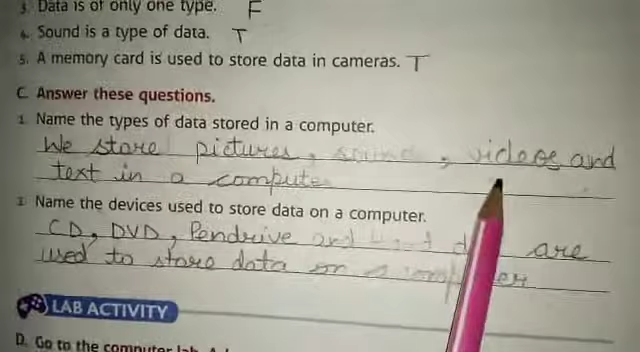 3. Data is of only one type. F
4. Sound is a type of data. T
5. A memory card is used to store data in cameras. T
C. Answer these questions.
1. Name the types of data stored in a computer.
We store pictures, sound, videos and
text in a computer
2. Name the devices used to store data on a computer.
CD, DVD, Pendrive and are
used to store data on a computer
LAB ACTIVITY
D. Go to the computer lab.